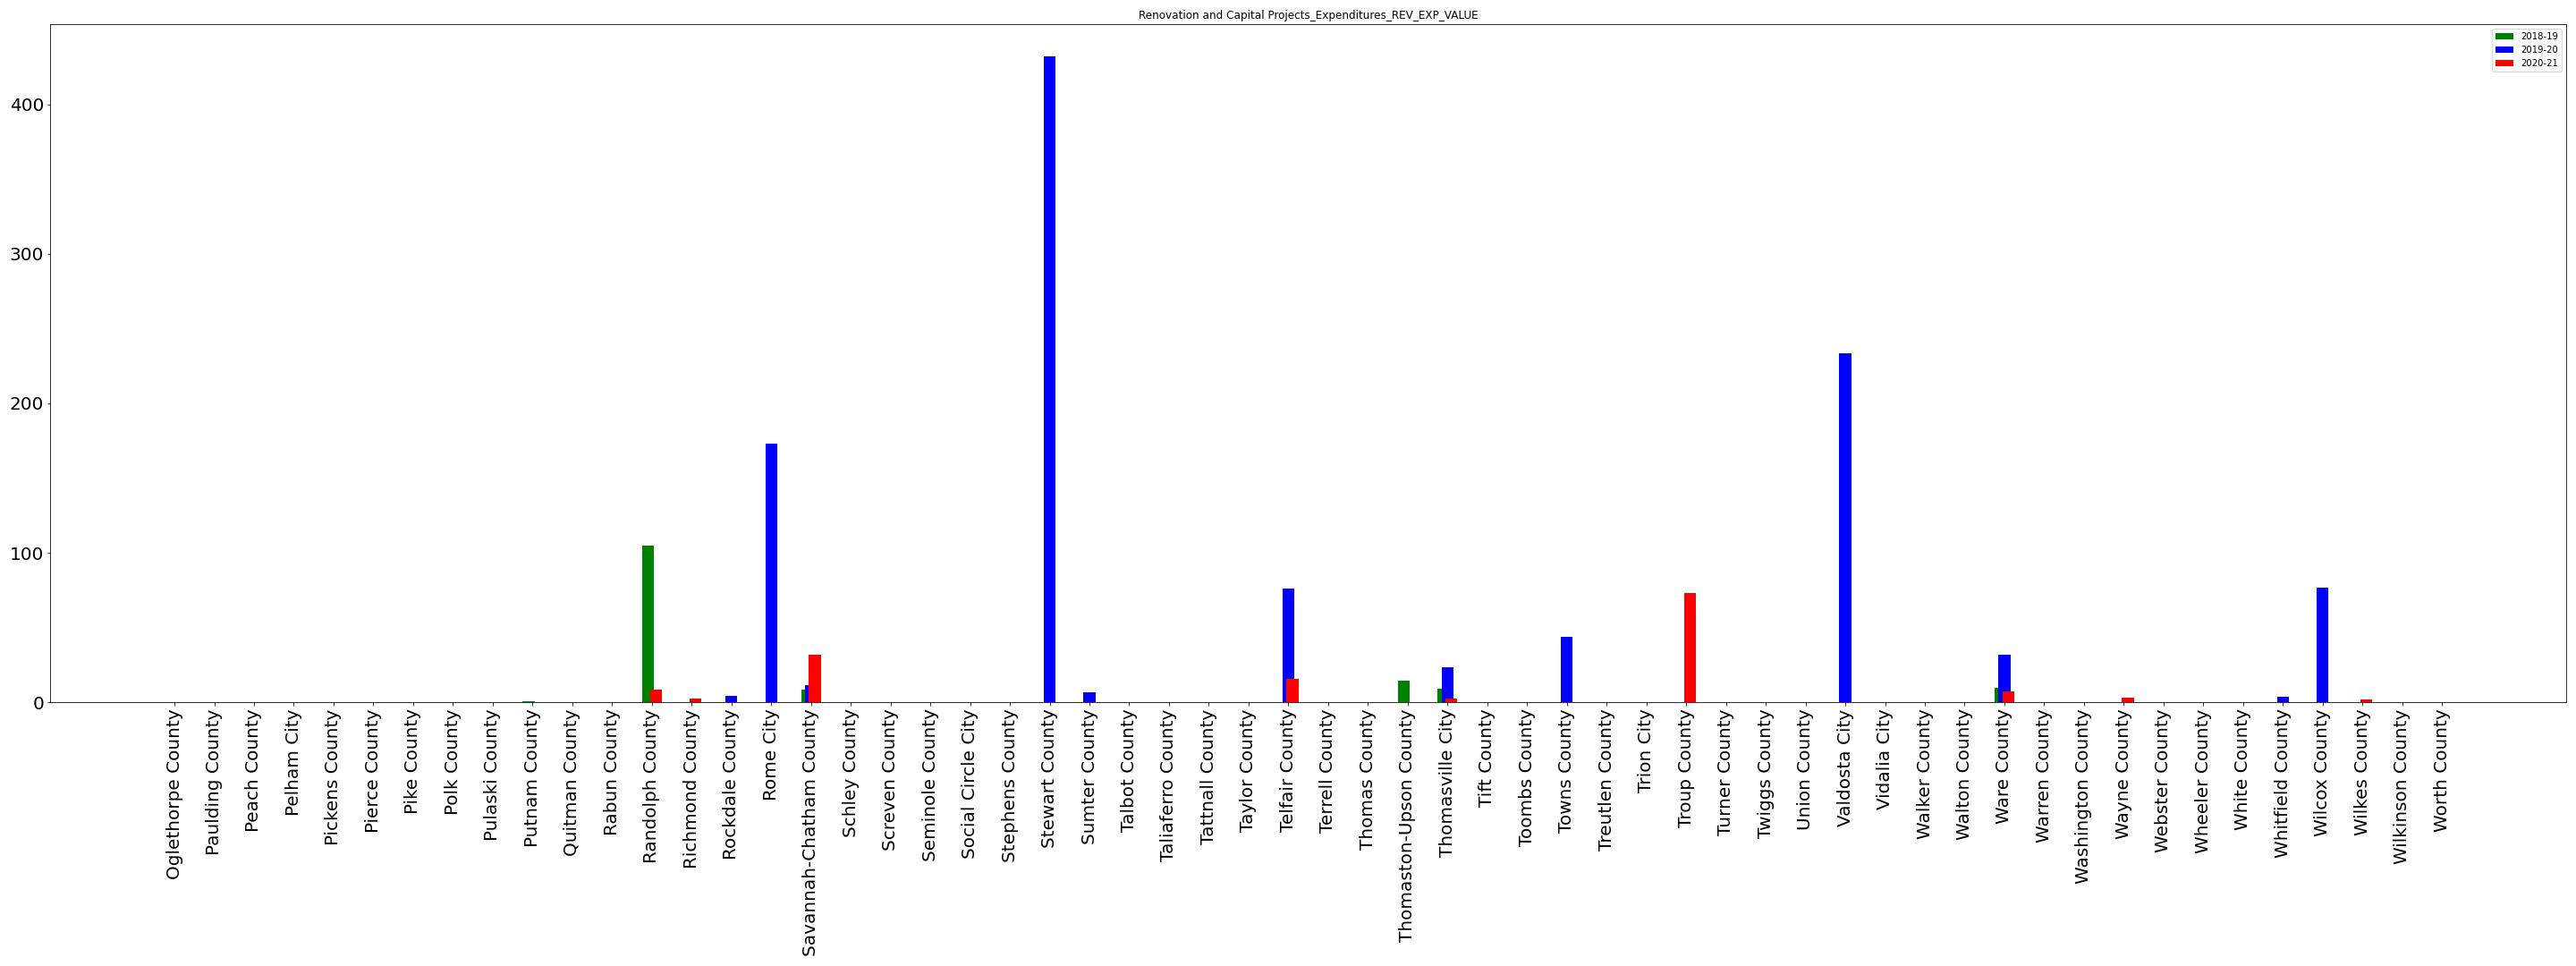 Renovation and Capital Projects_Expenditures_REV_EXP_VALUE
2018-19
2019-20
2020-21
400
300
200
100
0
Oglethorpe County
Paulding County
Peach County
Pelham City
Pickens County
Pierce County
Pike County
Polk County
Pulaski County
Putnam County
Quitman County
Rabun County
Randolph County
Richmond County
Rockdale County
Rome City
Savannah-Chatham County
Schley County
Screven County
Seminole County
Social Circle City
Stephens County
Stewart County
Sumter County
Talbot County
Taliaferro County
Tattnall County
Taylor County
Telfair County
Terrell County
Thomas County
Thomaston-Upson County
Thomasville City
Tift County
Toombs County
Towns County
Treutlen County
Trion City
Troup County
Turner County
Twiggs County
Union County
Valdosta City
Vidalia City
Walker County
Walton County
Ware County
Warren County
Washington County
Wayne County
Webster County
Wheeler County
White County
Whitfield County
Wilcox County
Wilkes County
Wilkinson County
Worth County